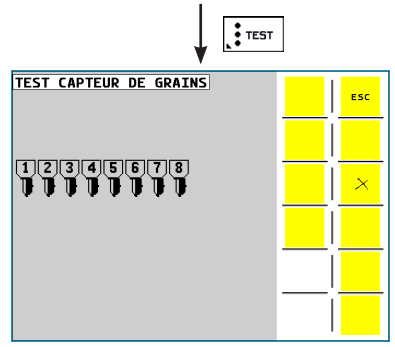 TEST
TEST CAPTEUR DE GRAINS
ESC
1 2 3 4 5 6 7 8